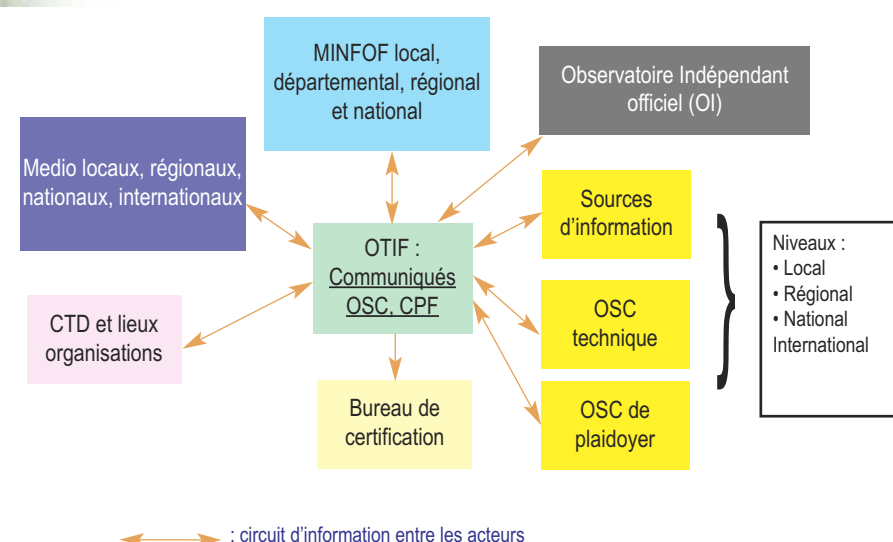 MINFOF local,
départemental, régional
et national
Observatoire Indépendant
officiel (OI)
Medio locaux, régionaux,
nationaux, internationaux
Sources
d'information
OTIF :
Communiqués
OSC, CPF
Niveaux :
• Local
• Régional
• National
International
CTD et lieux
organisations
OSC
technique
Bureau de
certification
OSC de
plaidoyer
: circuit d'information entre les acteurs